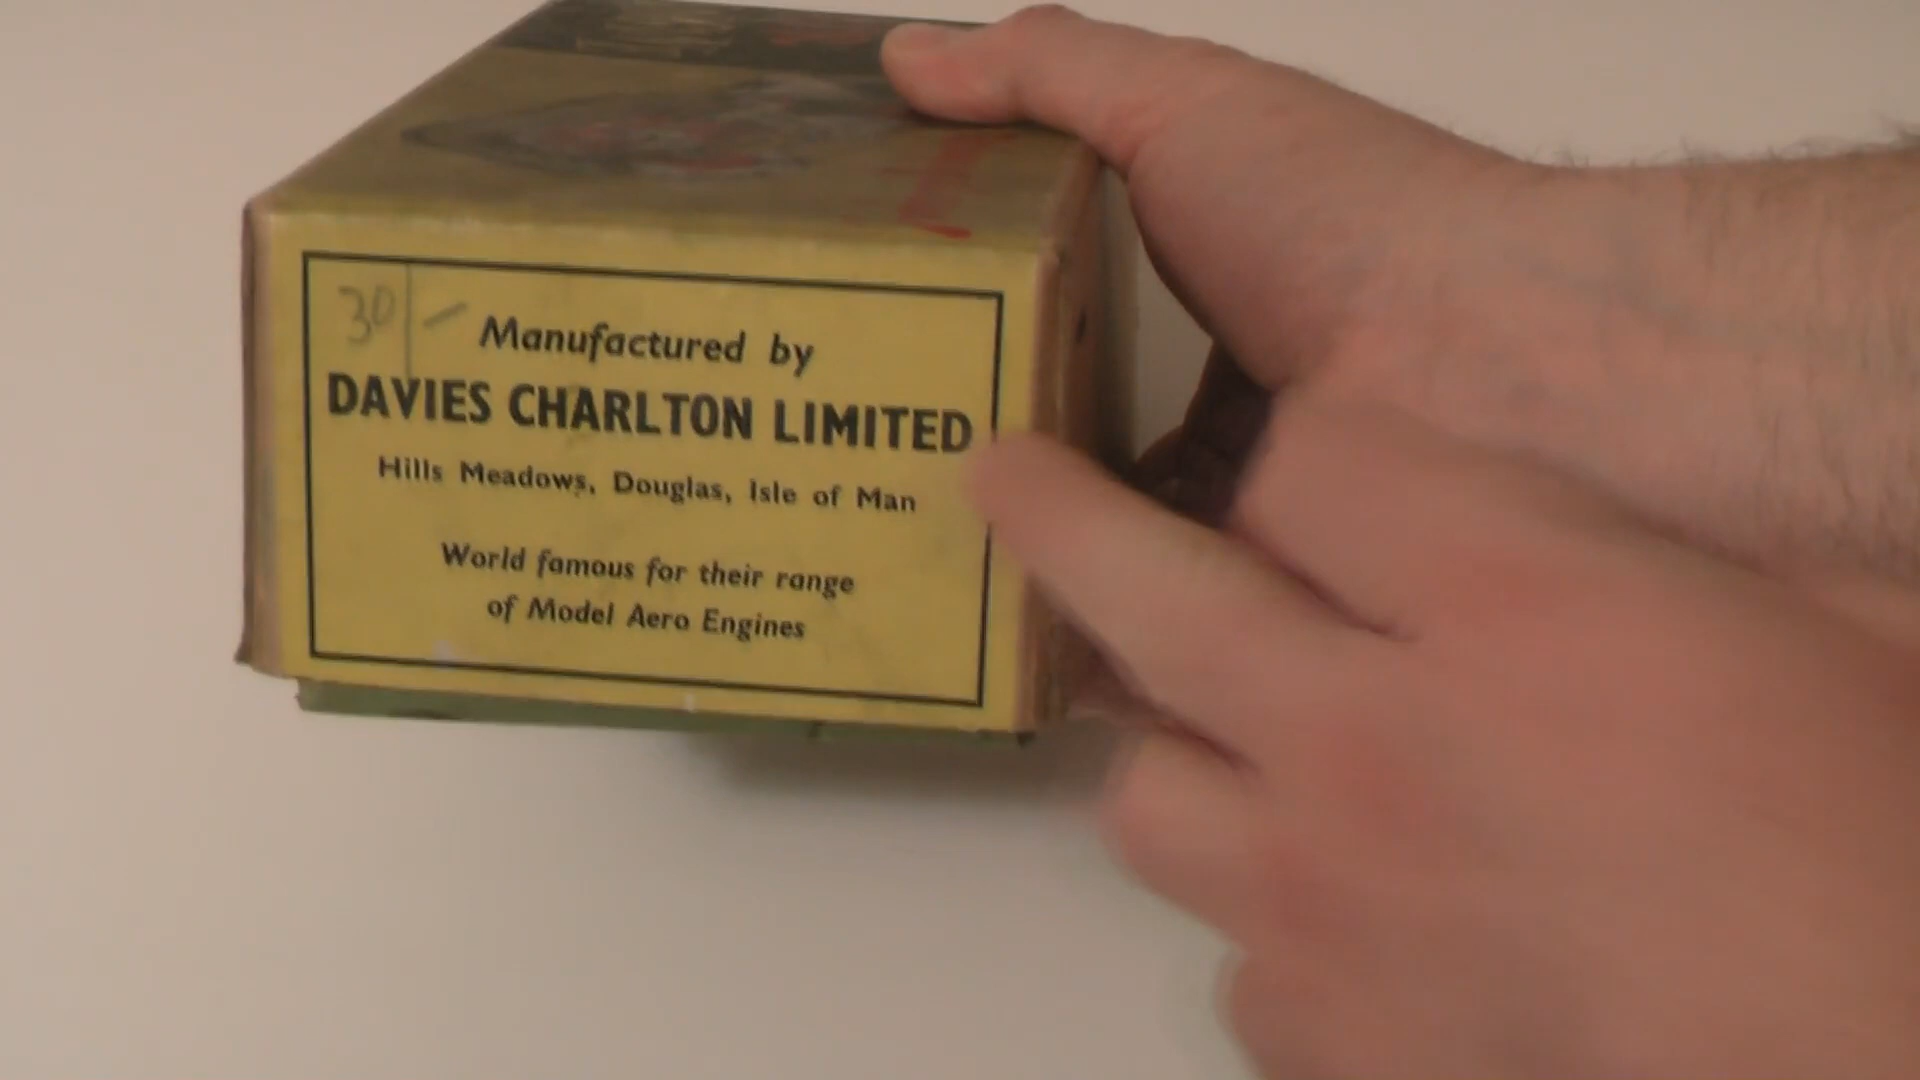 30/-
Manufactured by
DAVIES CHARLTON LIMITED
Hills Meadows, Douglas, Isle of Man
World famous for their range
of Model Aero Engines